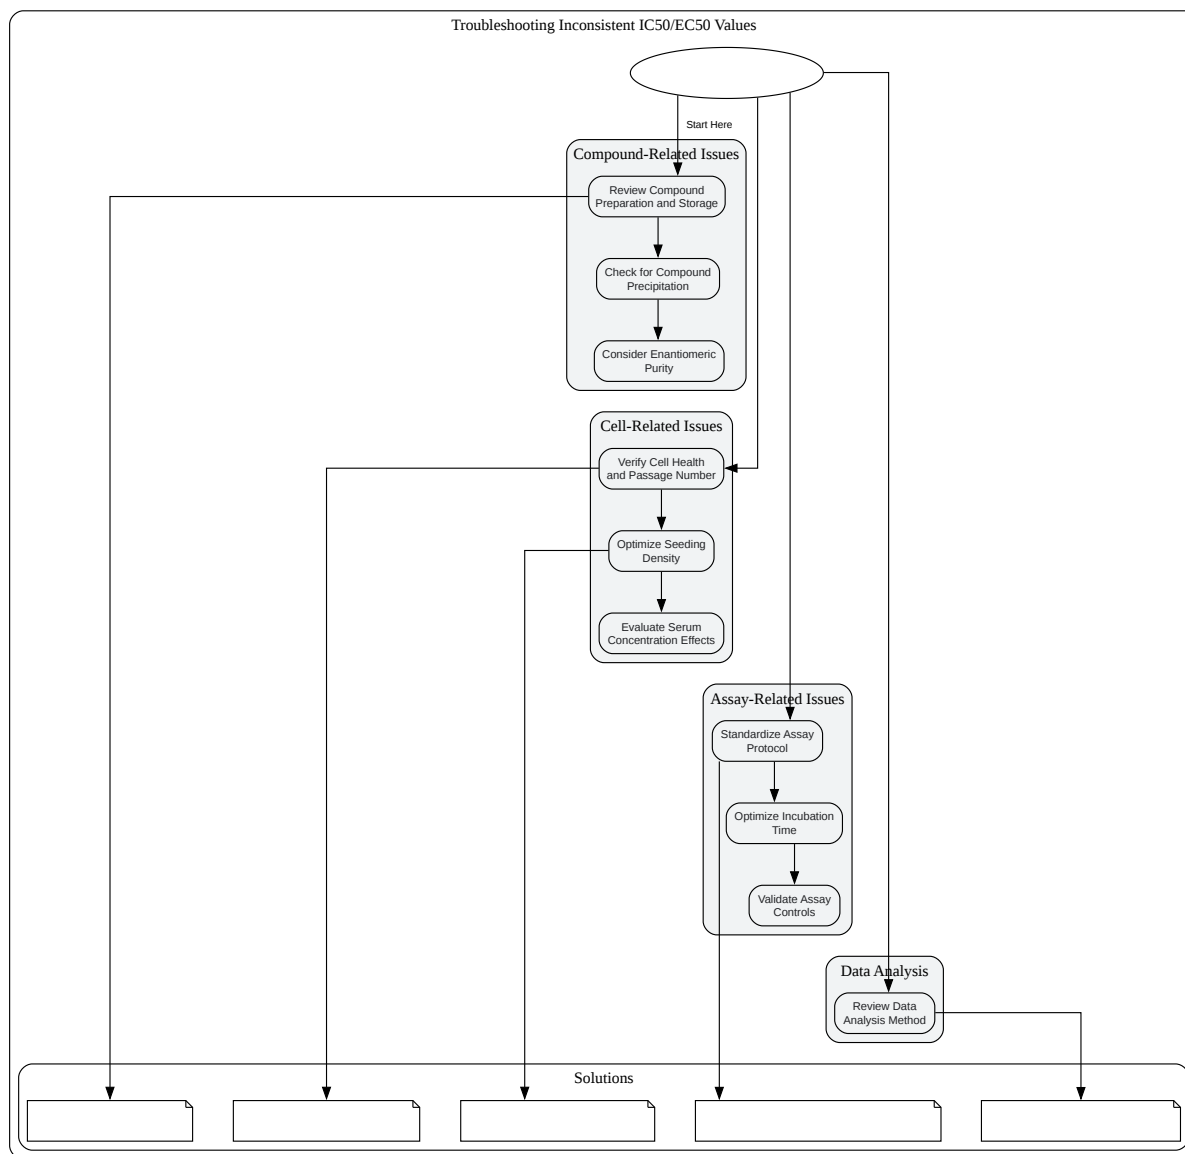 Troubleshooting Inconsistent IC50/EC50 Values
Start Here
Compound-Related Issues
Review Compound
Preparation and Storage
Check for Compound
Precipitation
Consider Enantiomeric
Purity
Cell-Related Issues
Verify Cell Health
and Passage Number
Optimize Seeding
Density
Evaluate Serum
Concentration Effects
Assay-Related Issues
Standardize Assay
Protocol
Optimize Incubation
Time
Validate Assay
Controls
Data Analysis
Review Data
Analysis Method
Solutions